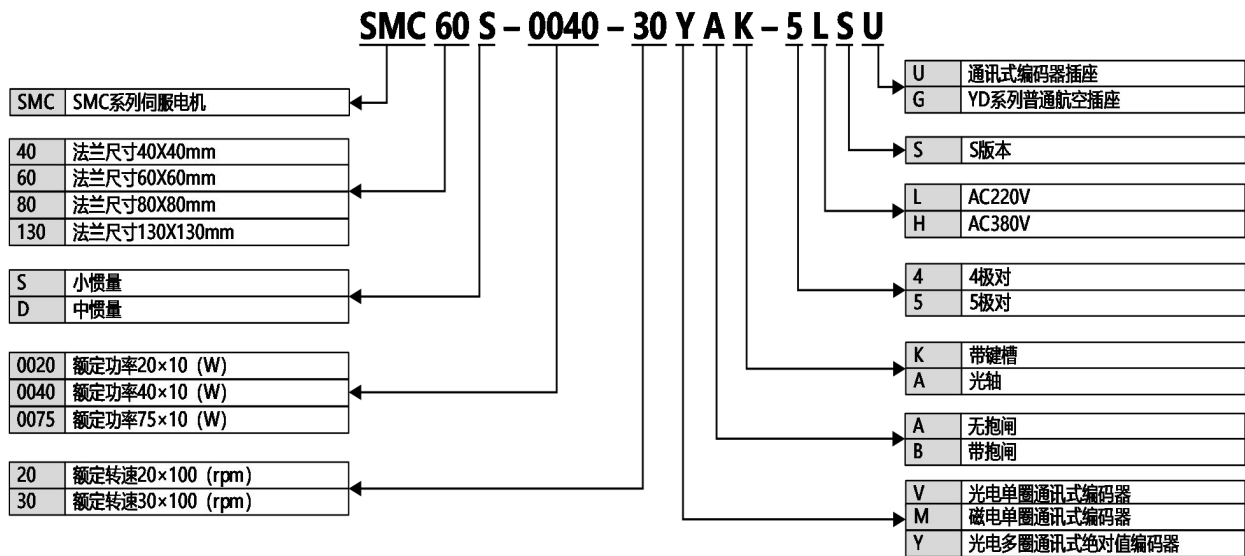 SMC 60 S - 0040 - 30 Y A K - 5 L S U
SMC SMC系列伺服电机
40 法兰尺寸40X40mm
60 法兰尺寸60X60mm
80 法兰尺寸80X80mm
130 法兰尺寸130X130mm
S 小惯量
D 中惯量
0020 额定功率20×10 (W)
0040 额定功率40×10 (W)
0075 额定功率75×10 (W)
20 额定转速20×100 (rpm)
30 额定转速30×100 (rpm)
U 通讯式编码器插座
G YD系列普通航空插座
S S版本
L AC220V
H AC380V
4 4极对
5 5极对
K 带键槽
A 光轴
A 无抱闸
B 带抱闸
V 光电单圈通讯式编码器
M 磁电单圈通讯式编码器
Y 光电多圈通讯式绝对值编码器